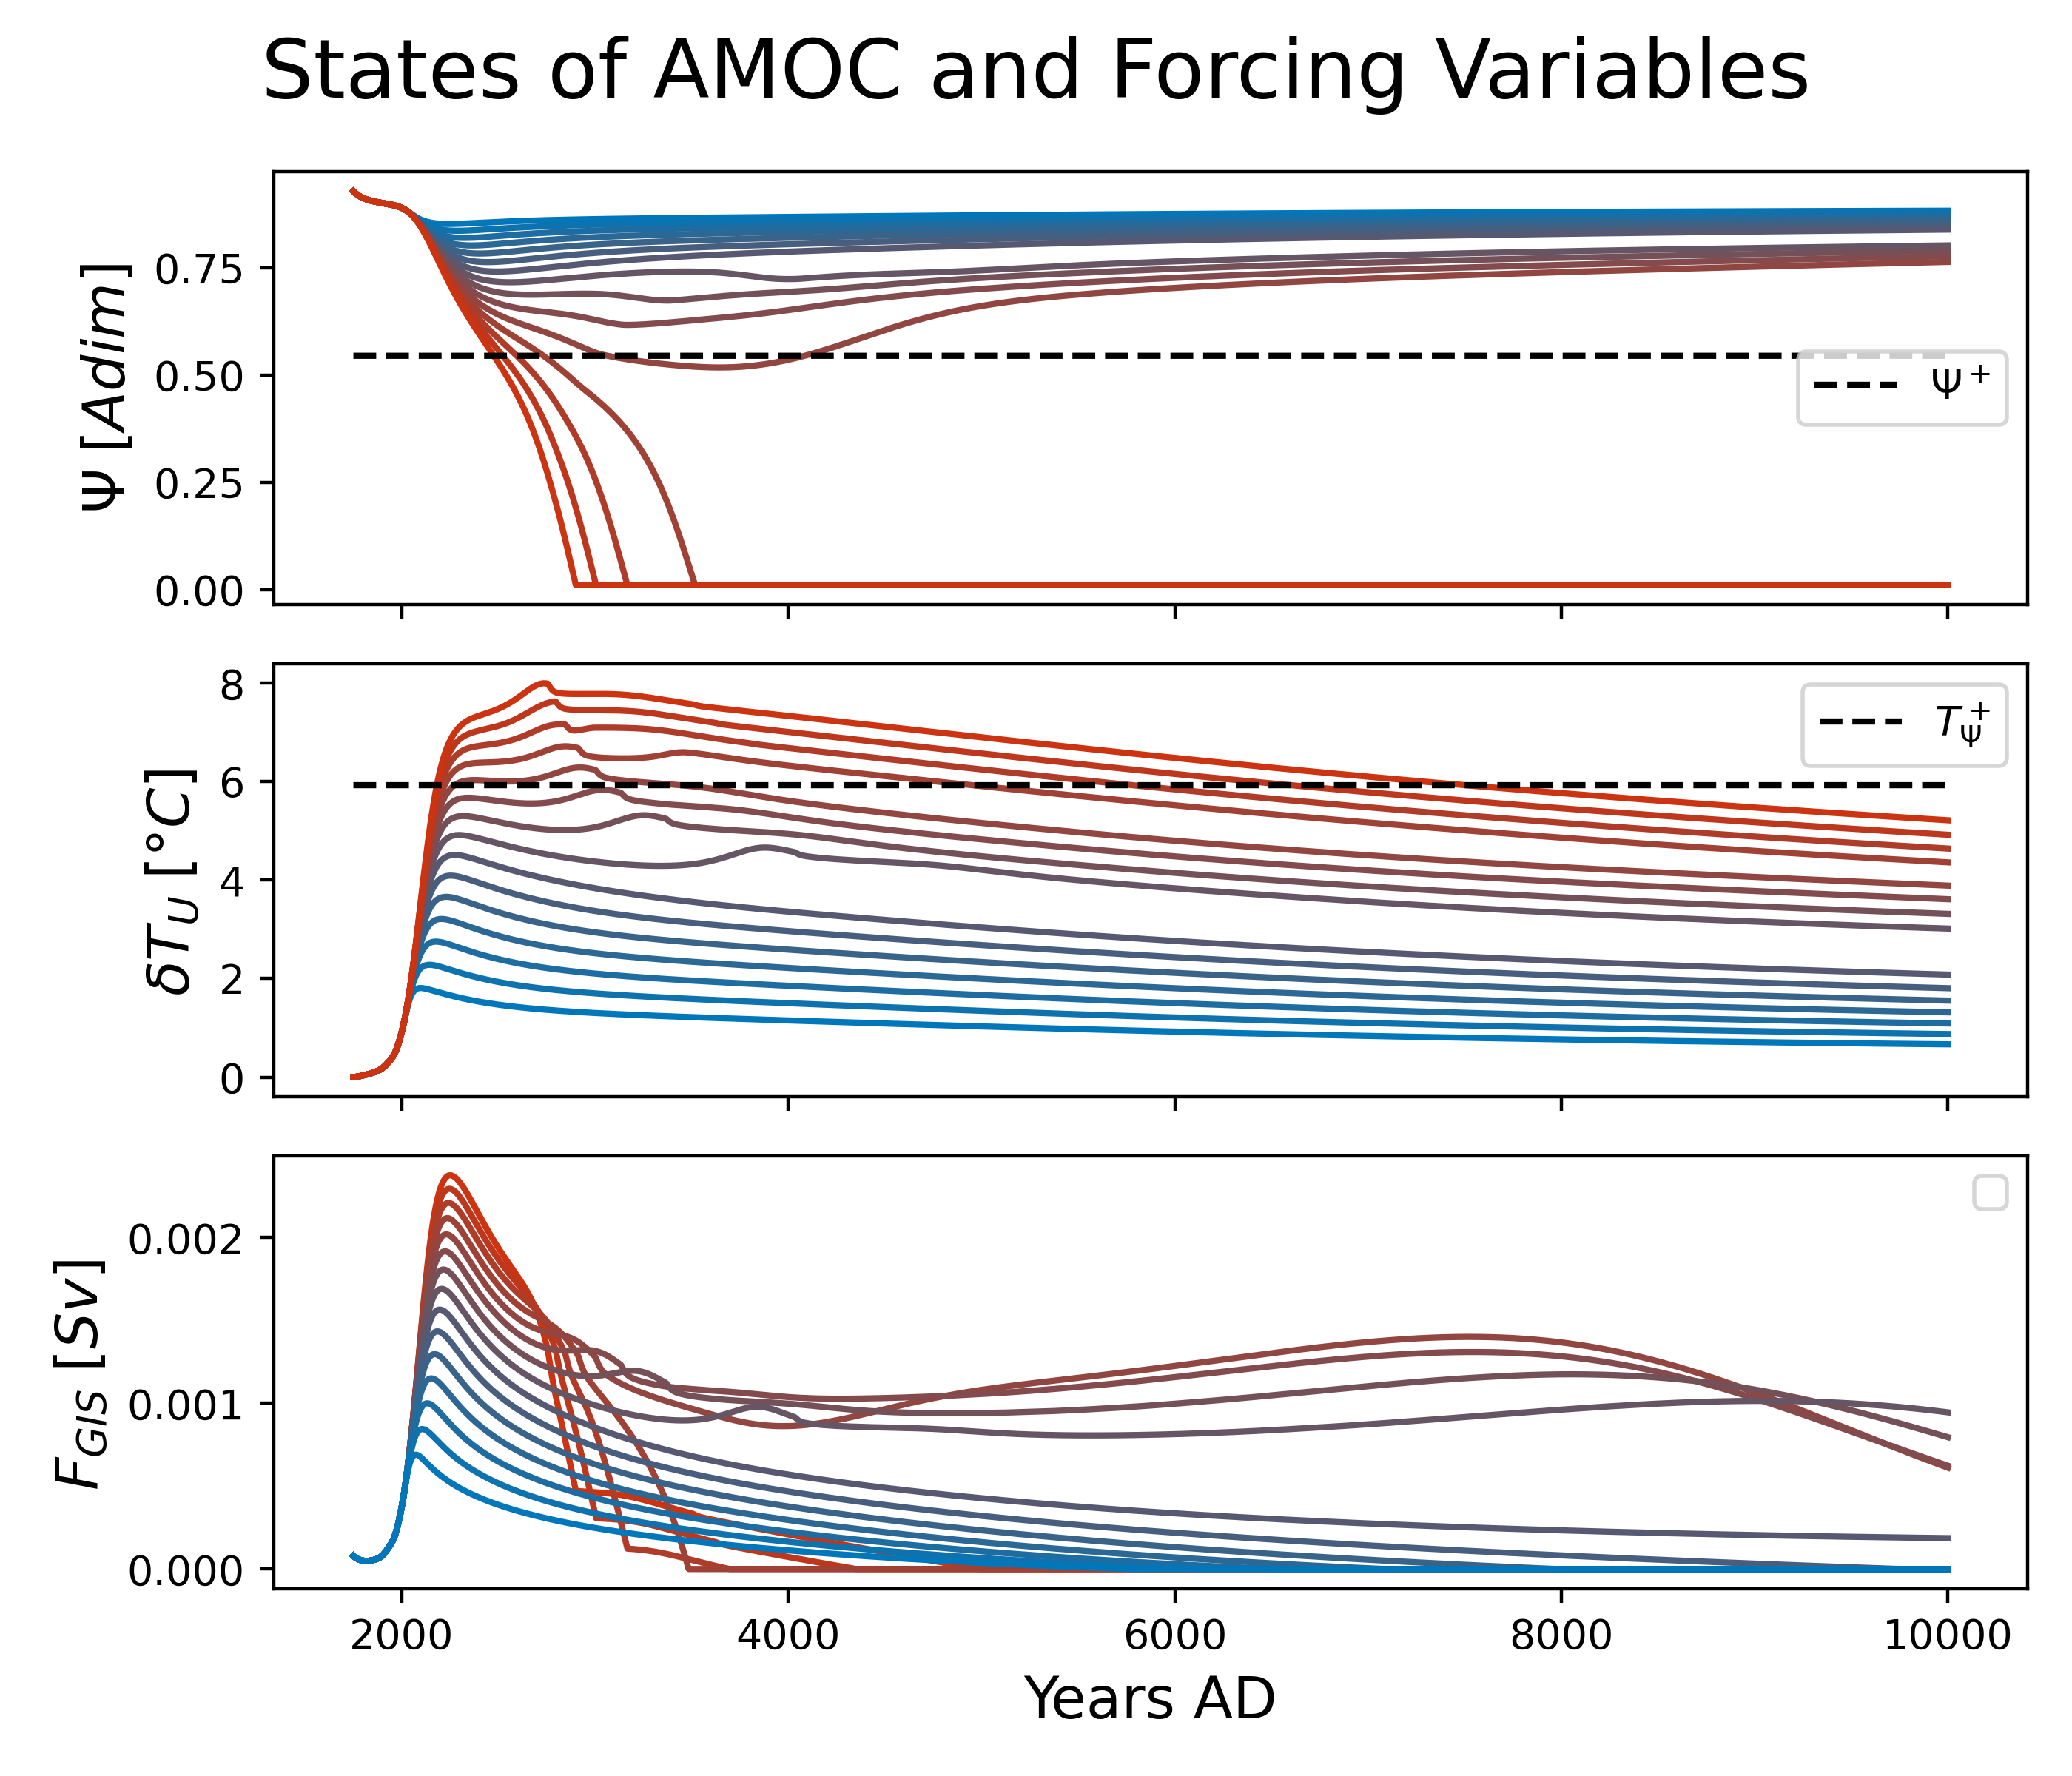 States of AMOC and Forcing Variables
Ψ [Adim]
0.75
0.50
0.25
0.00
Ψ⁺
δT_U [°C]
8
6
4
2
0
T_Ψ^+
F_GIS [Sv]
0.002
0.001
0.000
2000 4000 6000 8000 10000
Years AD